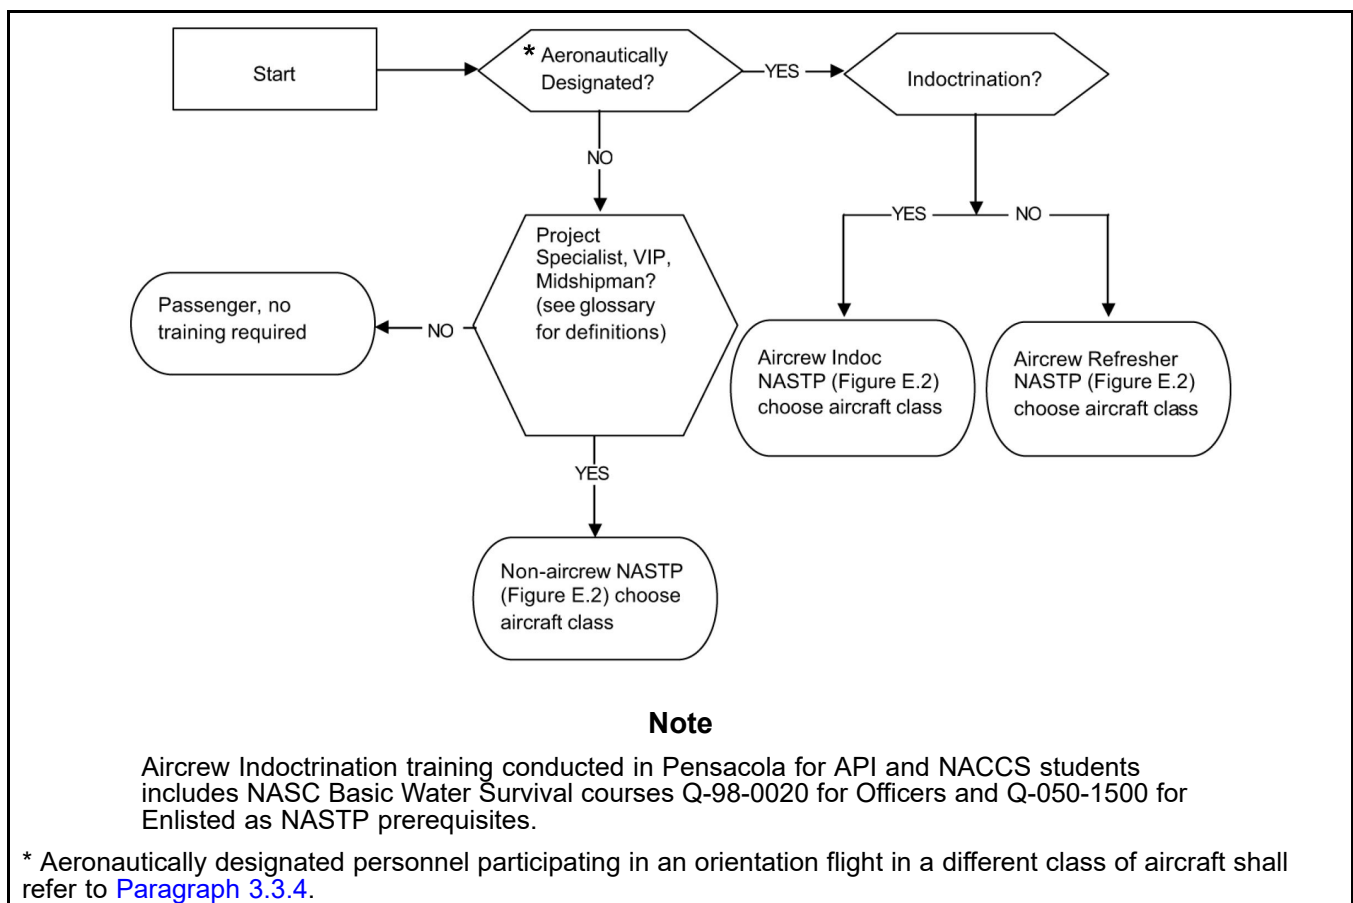 Start
* Aeronautically
Designated?
YES
Indoctrination?
NO
YES
NO
Project
Specialist, VIP,
Midshipman?
(see glossary
for definitions)
NO
Passenger, no
training required
Aircrew Indoc
NASTP (Figure E.2)
choose aircraft class
Aircrew Refresher
NASTP (Figure E.2)
choose aircraft class
YES
Non-aircrew NASTP
(Figure E.2) choose
aircraft class
Note
Aircrew Indoctrination training conducted in Pensacola for API and NACCS students
includes NASC Basic Water Survival courses Q-98-0020 for Officers and Q-050-1500 for
Enlisted as NASTP prerequisites.
* Aeronautically designated personnel participating in an orientation flight in a different class of aircraft shall
refer to Paragraph 3.3.4.